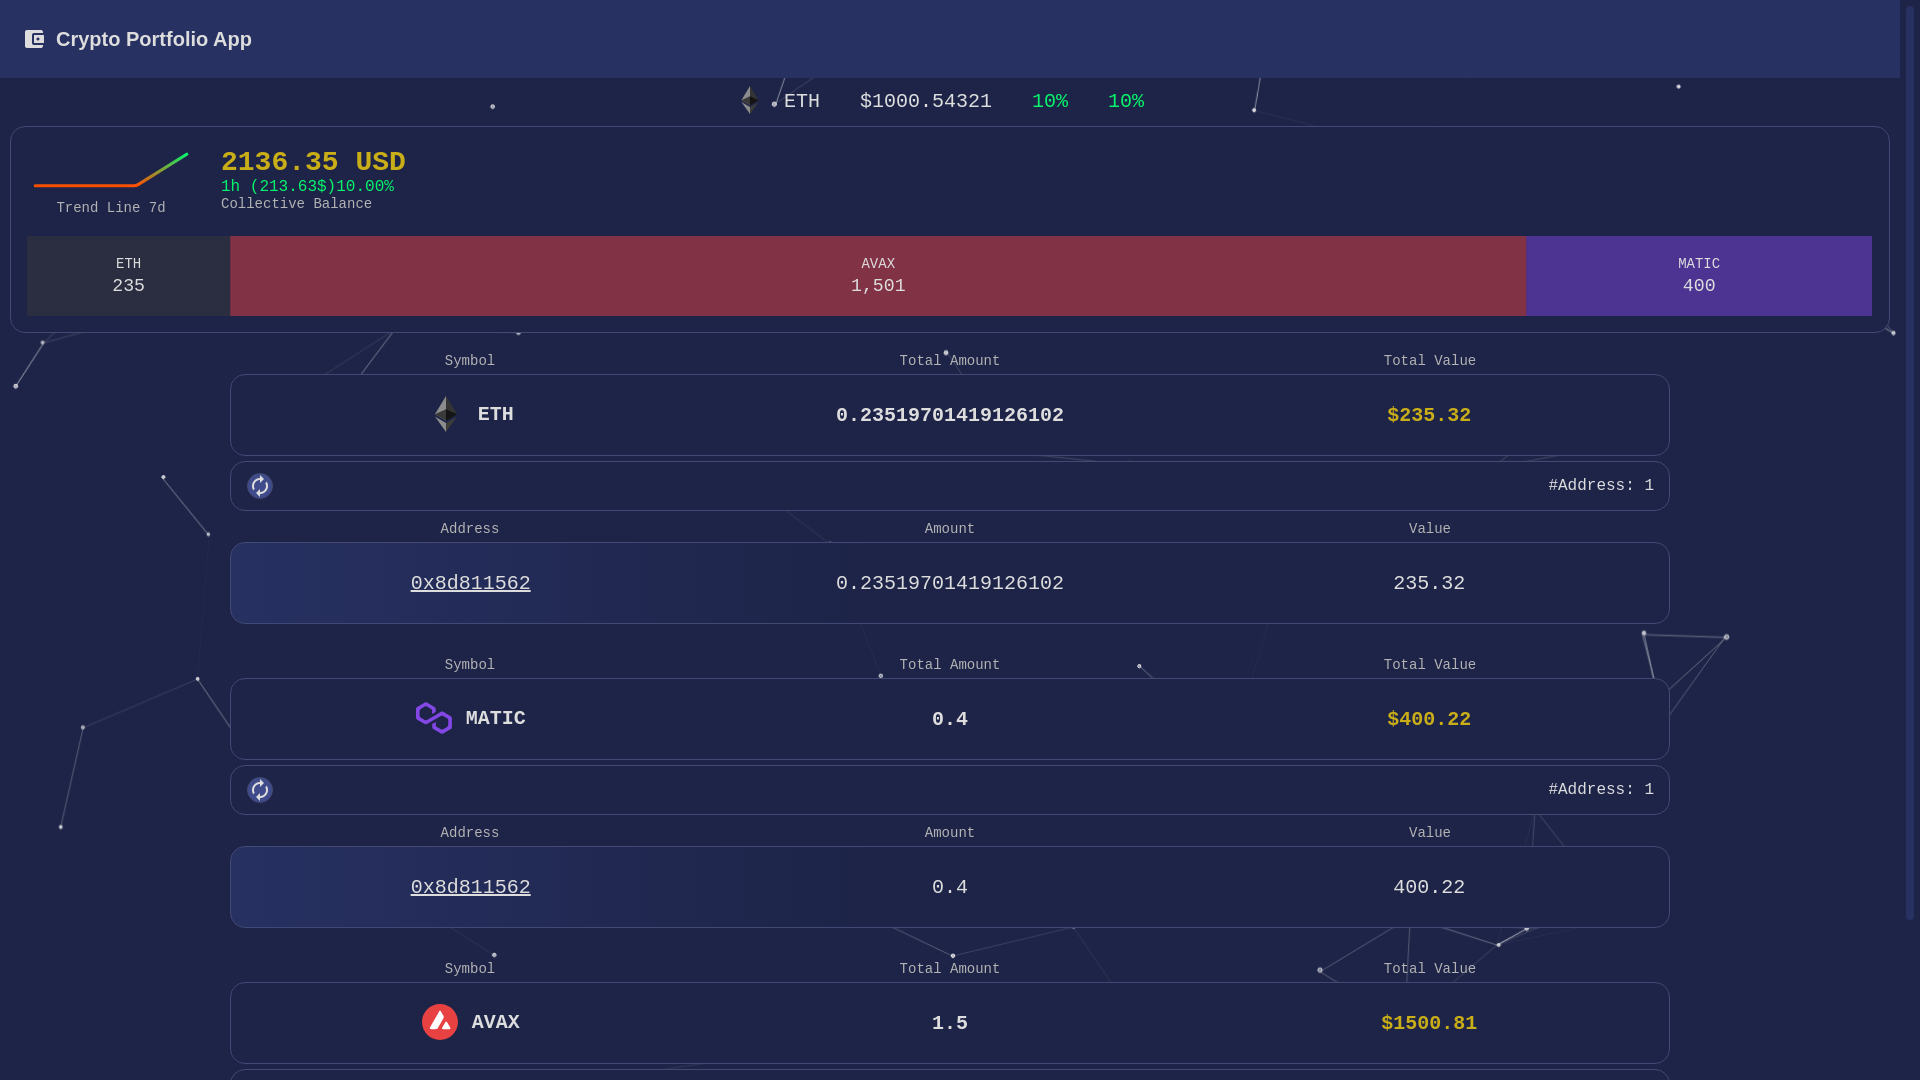 Crypto Portfolio App
ETH $1000.54321 10% 10%
2136.35 USD
1h (213.63$)10.00%
Collective Balance
Trend Line 7d
ETH
235
AVAX
1,501
MATIC
400
Symbol Total Amount Total Value
ETH 0.23519701419126102 $235.32
#Address: 1
Address Amount Value
0x8d811562 0.23519701419126102 235.32
Symbol Total Amount Total Value
MATIC 0.4 $400.22
#Address: 1
Address Amount Value
0x8d811562 0.4 400.22
Symbol Total Amount Total Value
AVAX 1.5 $1500.81